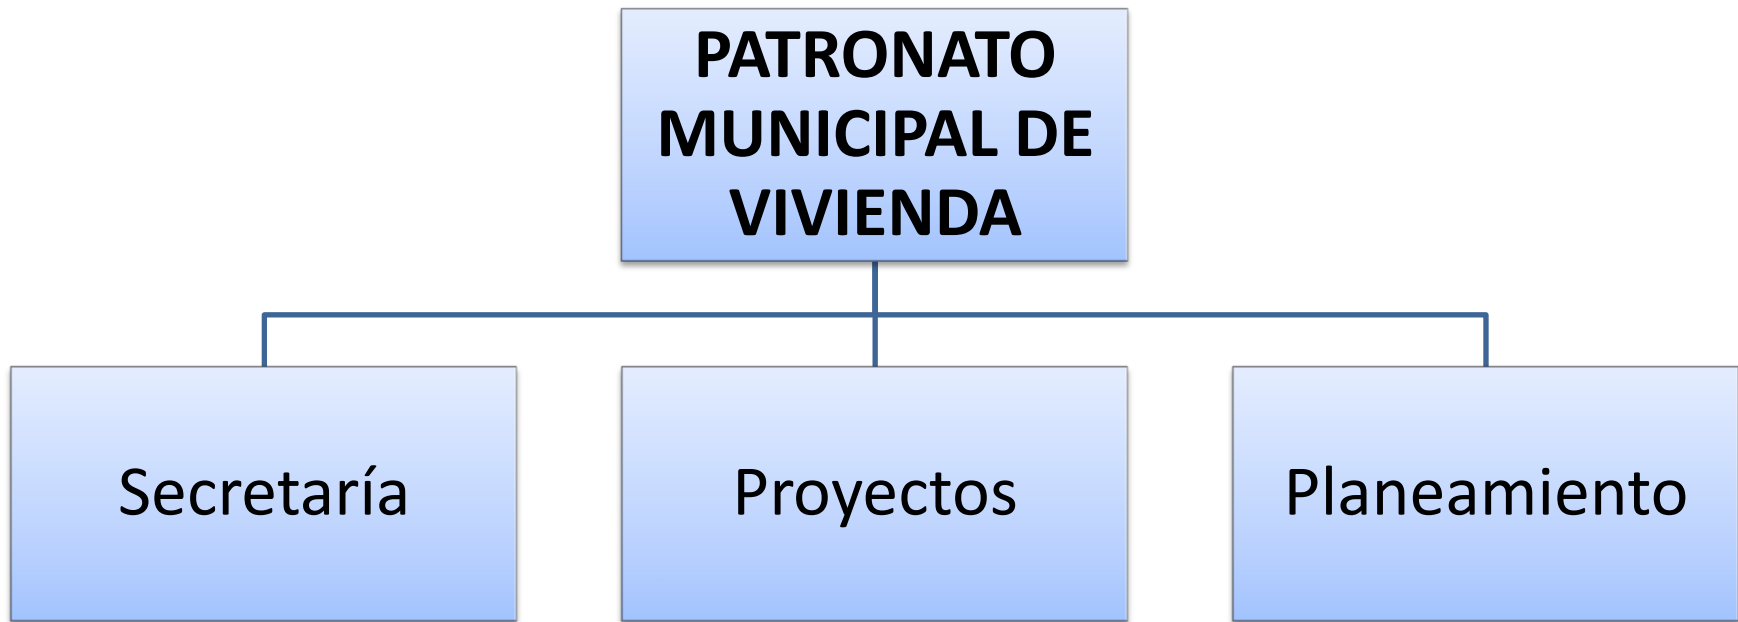 PATRONATO
MUNICIPAL DE
VIVIENDA
Secretaría
Proyectos
Planeamiento